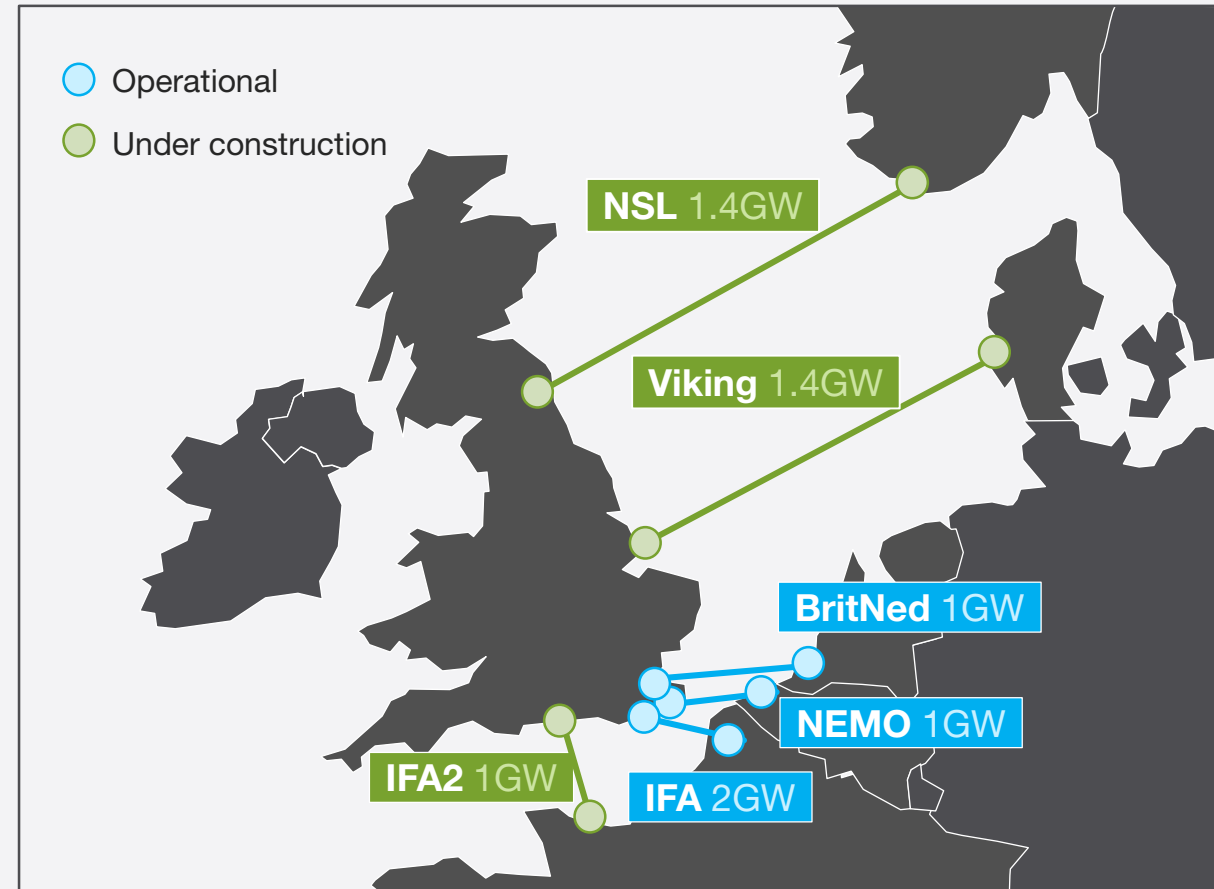 Operational
Under construction
NSL 1.4GW
Viking 1.4GW
BritNed 1GW
NEMO 1GW
IFA2 1GW
IFA 2GW